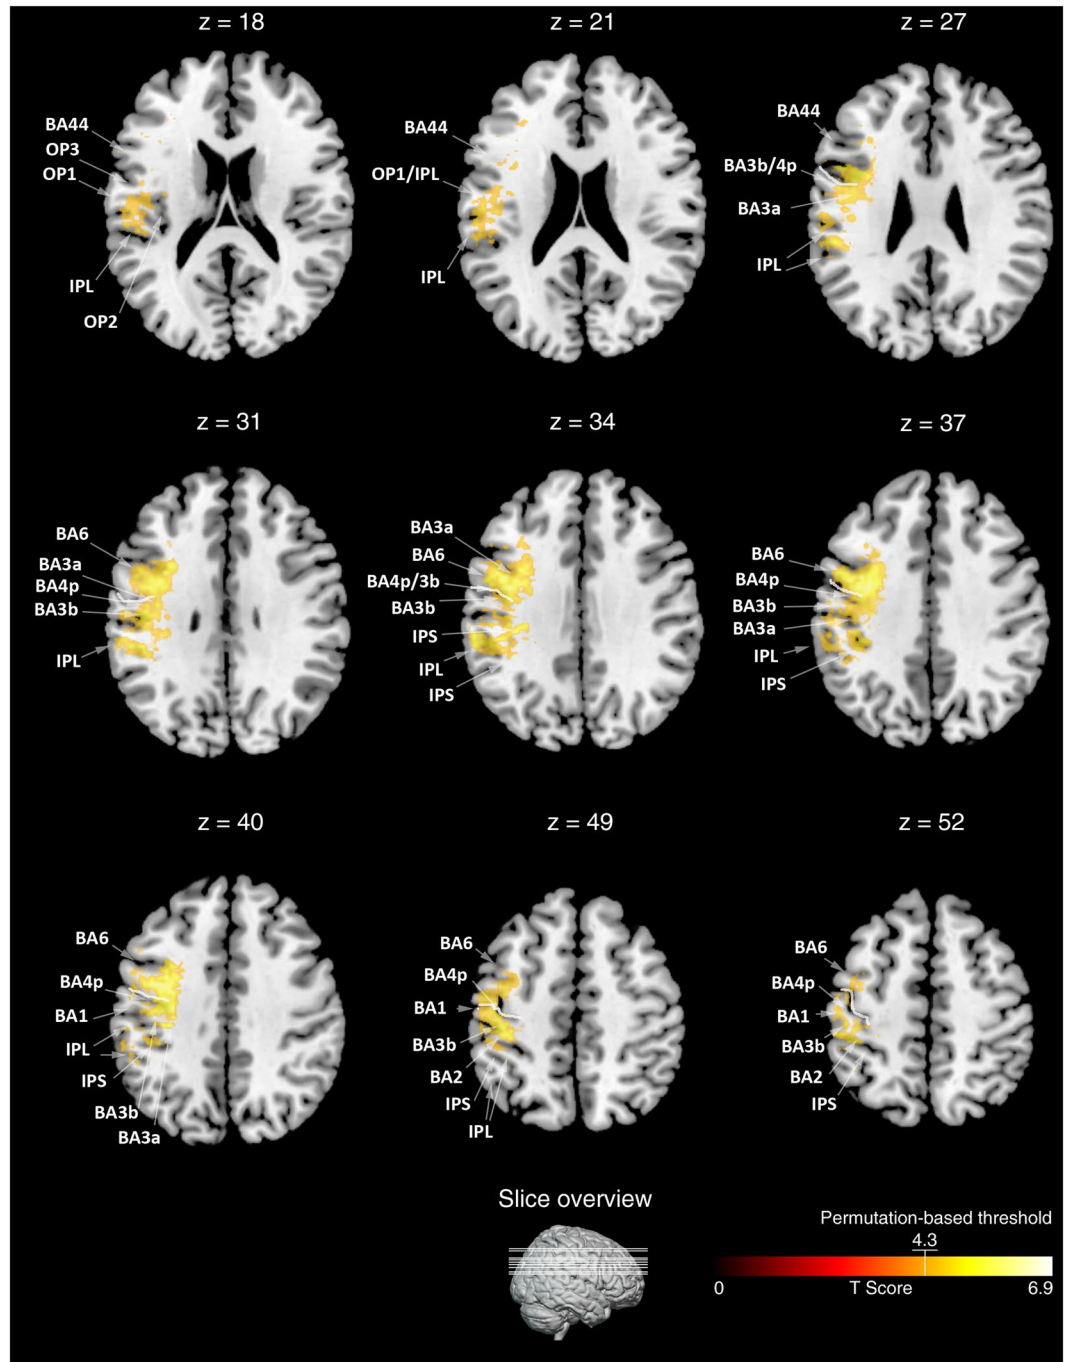 z = 18
z = 21
z = 27
BA44
OP3
OP1
IPL
OP2
BA44
OP1/IPL
IPL
BA44
BA3b/4p
BA3a
IPL
z = 31
z = 34
z = 37
BA6
BA3a
BA4p
BA3b
IPL
BA3a
BA6
BA4p/3b
BA3b
IPS
IPL
IPS
BA6
BA4p
BA3b
BA3a
IPL
IPS
z = 40
z = 49
z = 52
BA6
BA4p
BA1
IPL
IPS
BA3b
BA3a
BA6
BA4p
BA1
BA3b
BA2
IPS
IPL
BA6
BA4p
BA1
BA3b
BA2
IPS
Slice overview
Permutation-based threshold
4.3
0 T Score 6.9